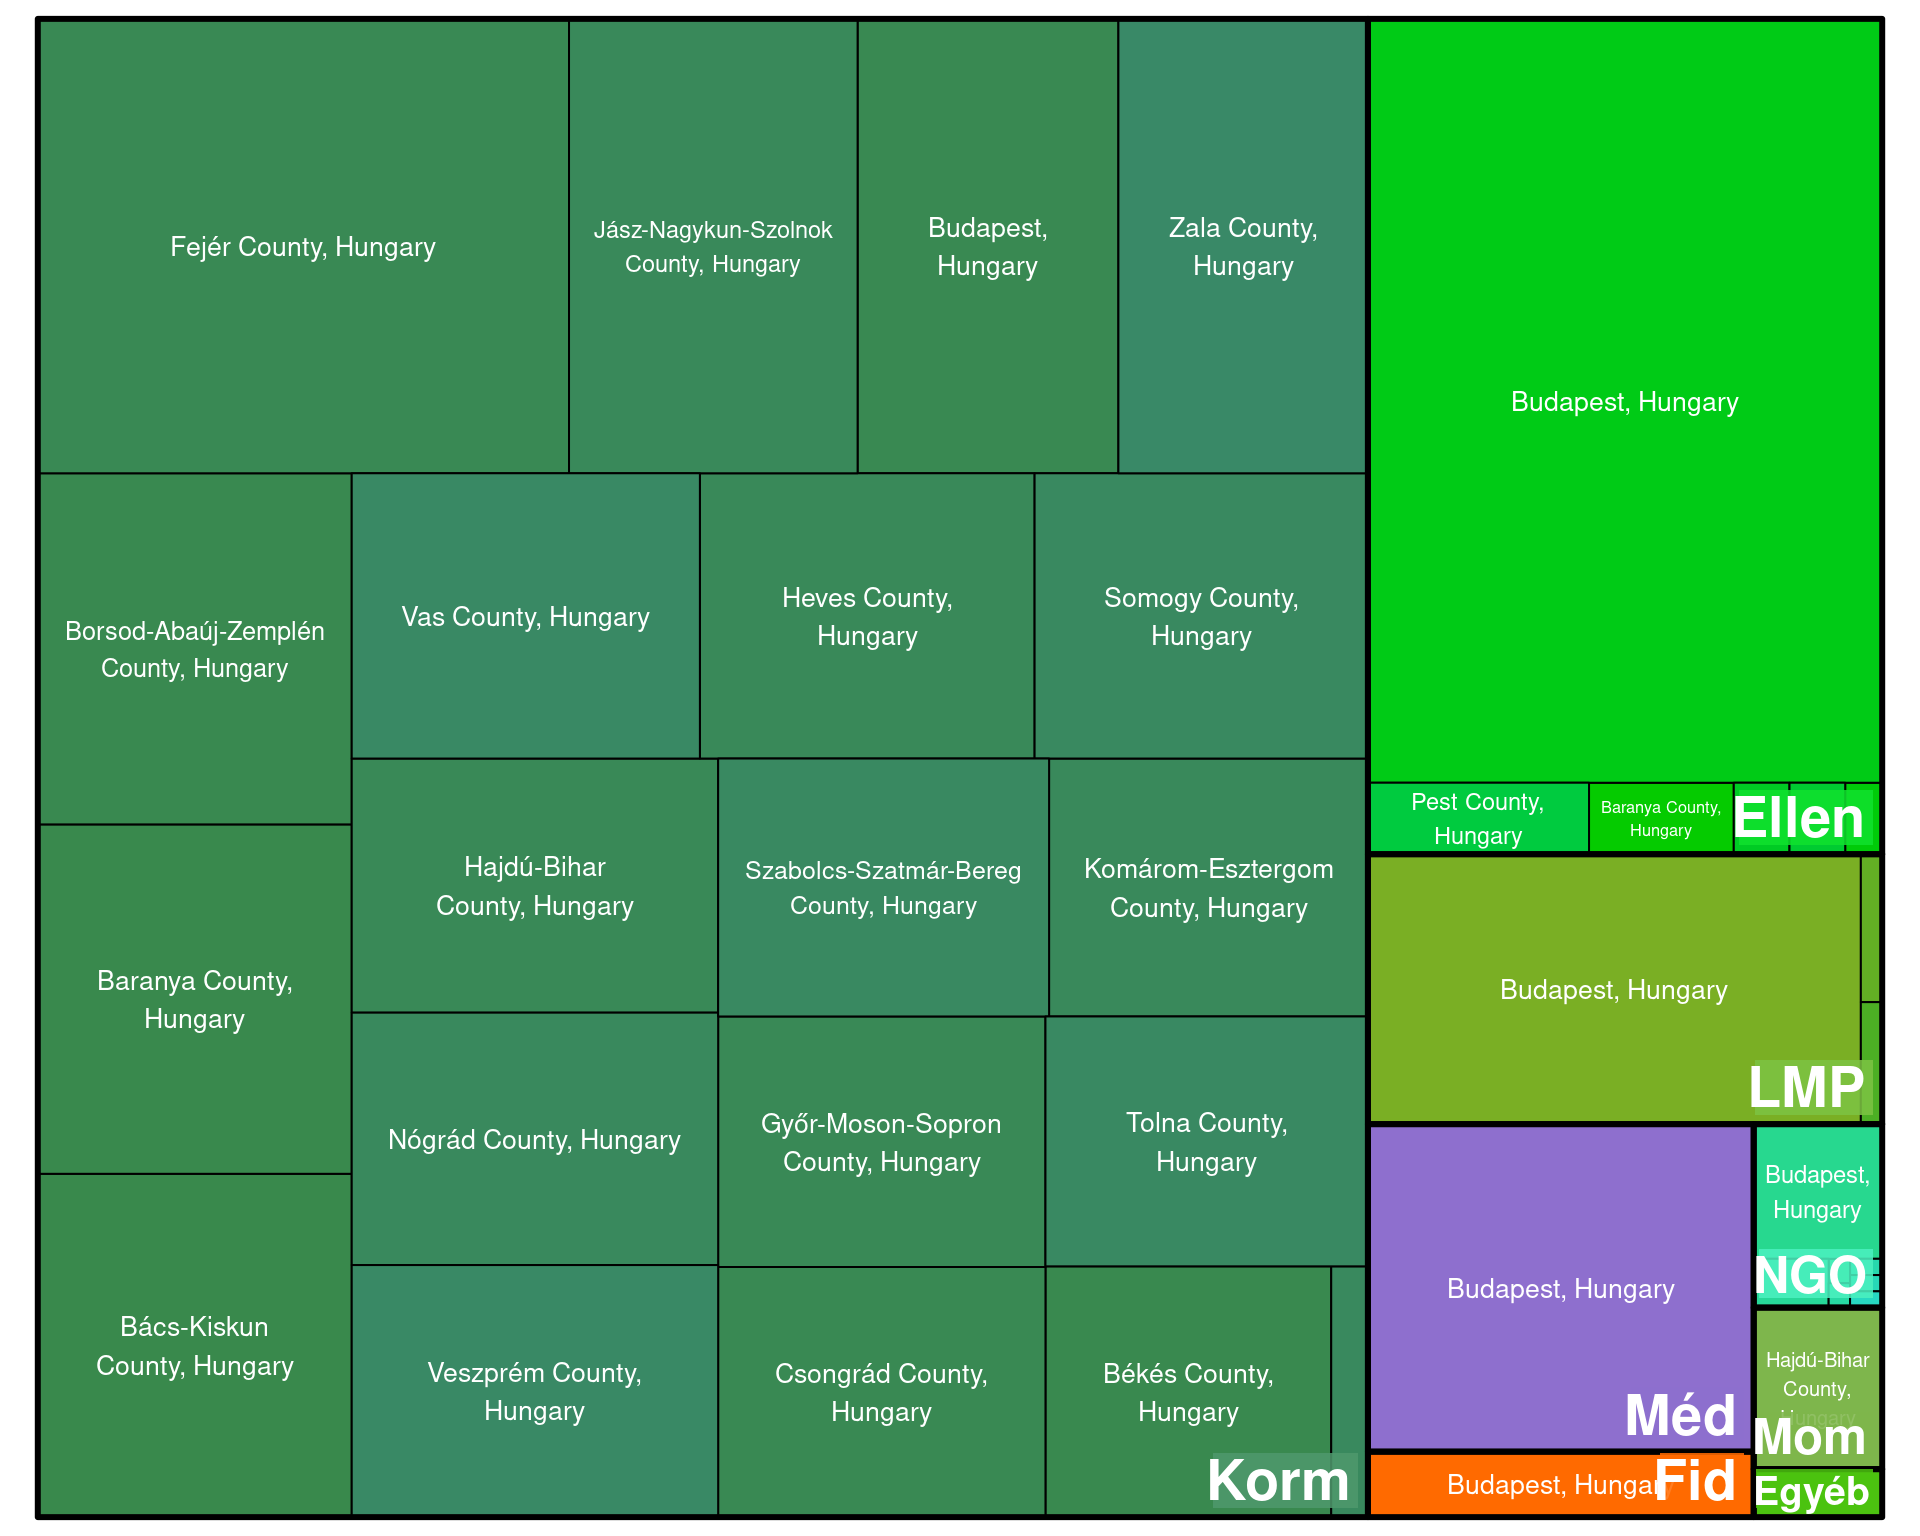 Fejér County, Hungary
Jász-Nagykun-Szolnok
County, Hungary
Budapest,
Hungary
Zala County,
Hungary
Borsod-Abaúj-Zemplén
County, Hungary
Vas County, Hungary
Heves County,
Hungary
Somogy County,
Hungary
Baranya County,
Hungary
Hajdú-Bihar
County, Hungary
Szabolcs-Szatmár-Bereg
County, Hungary
Komárom-Esztergom
County, Hungary
Nógrád County, Hungary
Győr-Moson-Sopron
County, Hungary
Tolna County,
Hungary
Bács-Kiskun
County, Hungary
Veszprém County,
Hungary
Csongrád County,
Hungary
Békés County,
Hungary
Korm
Budapest, Hungary
Pest County,
Hungary
Baranya County,
Hungary
Ellen
Budapest, Hungary
LMP
Budapest, Hungary
Méd
Budapest, Hungary
Fid
Budapest,
Hungary
NGO
Hajdú-Bihar
County,
Hungary
Mom
Egyéb